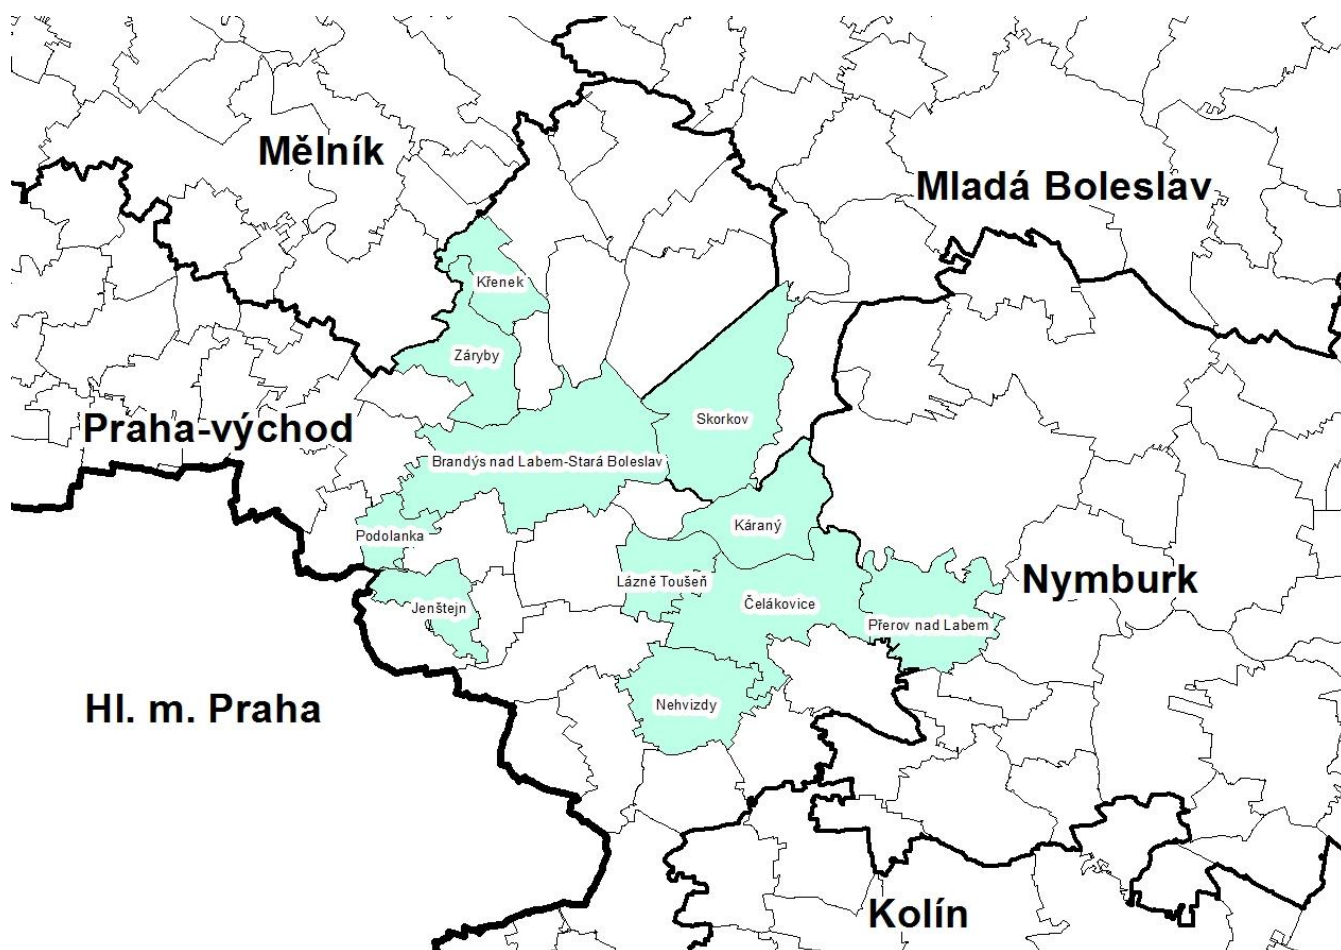 Mělník
Mladá Boleslav
Křenek
Záryby
Skorkov
Praha-východ
Brandýs nad Labem-Stará Boleslav
Káraný
Podolanka
Lázně Toušeň
Nymburk
Jenštejn
Čelákovice
Přerov nad Labem
Hl. m. Praha
Nehvizdy
Kolín